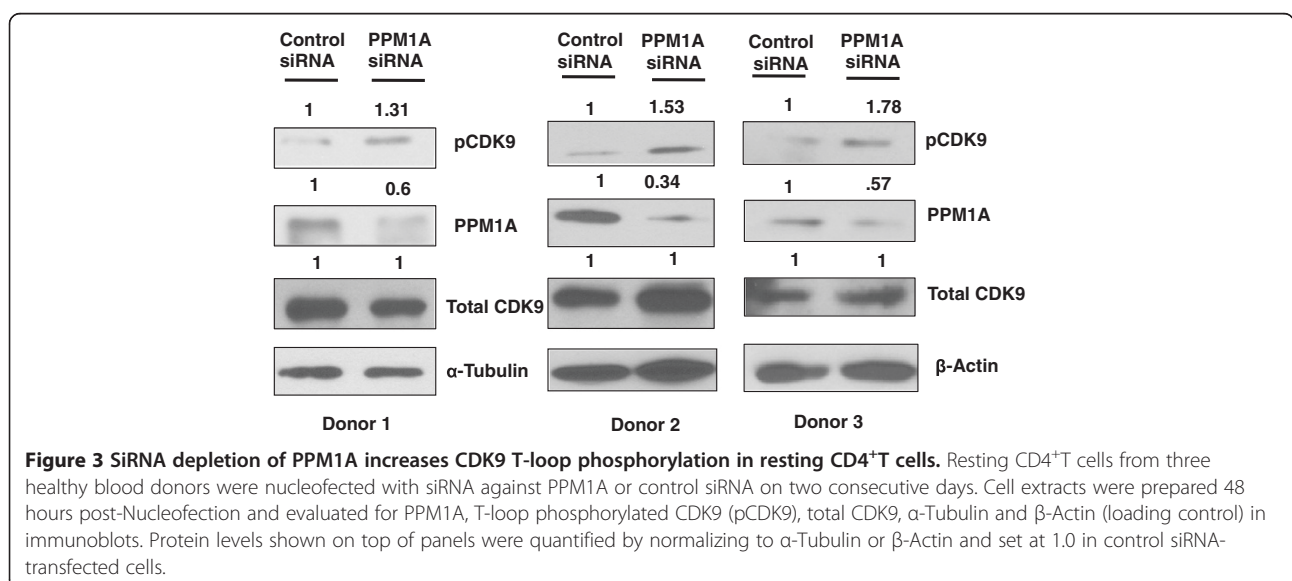 Control PPM1A Control PPM1A Control PPM1A
siRNA siRNA siRNA siRNA siRNA siRNA
1 1.31 1 1.53 1 1.78
pCDK9 pCDK9
1 0.6 1 0.34 1 .57
PPM1A PPM1A
1 1 1 1 1 1
Total CDK9 Total CDK9
α-Tubulin β-Actin
Donor 1 Donor 2 Donor 3
Figure 3 SiRNA depletion of PPM1A increases CDK9 T-loop phosphorylation in resting CD4⁺T cells. Resting CD4⁺T cells from three
healthy blood donors were nucleofected with siRNA against PPM1A or control siRNA on two consecutive days. Cell extracts were prepared 48
hours post-Nucleofection and evaluated for PPM1A, T-loop phosphorylated CDK9 (pCDK9), total CDK9, α-Tubulin and β-Actin (loading control) in
immunoblots. Protein levels shown on top of panels were quantified by normalizing to α-Tubulin or β-Actin and set at 1.0 in control siRNA-
transfected cells.